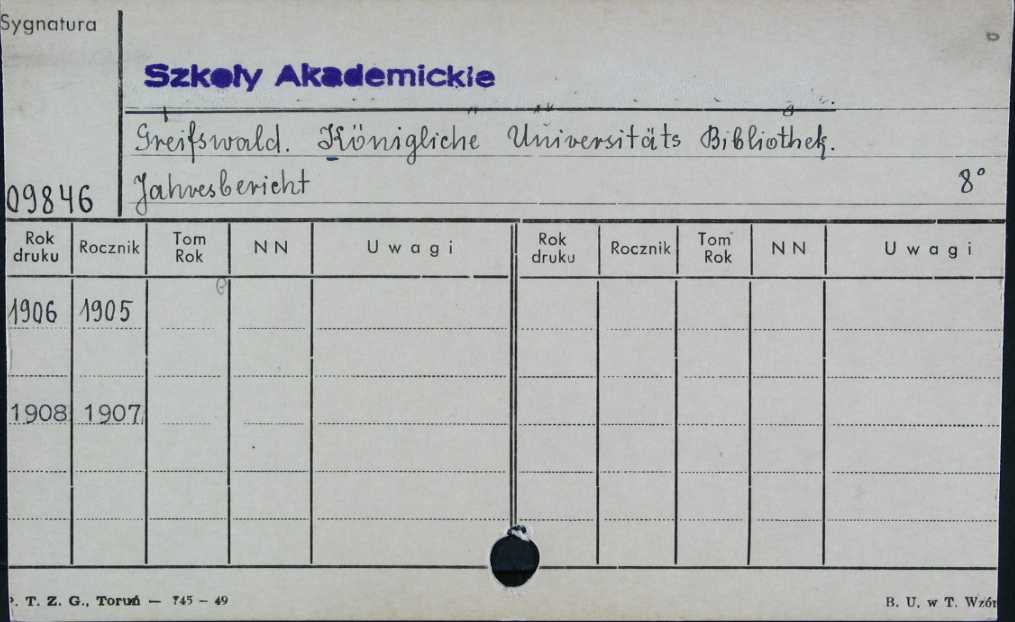 Sygnatura
Szkoły Akademickie
Greifswald. Königliche Universitäts Bibliothek.
Jahresbericht 8°
09846
Rok druku Rocznik Tom Rok NN Uwagi Rok druku Rocznik Tom Rok NN Uwagi
1906 1905
1908 1907
P. T. Z. G., Toruń — 745 — 49
B. U. w T. Wzór